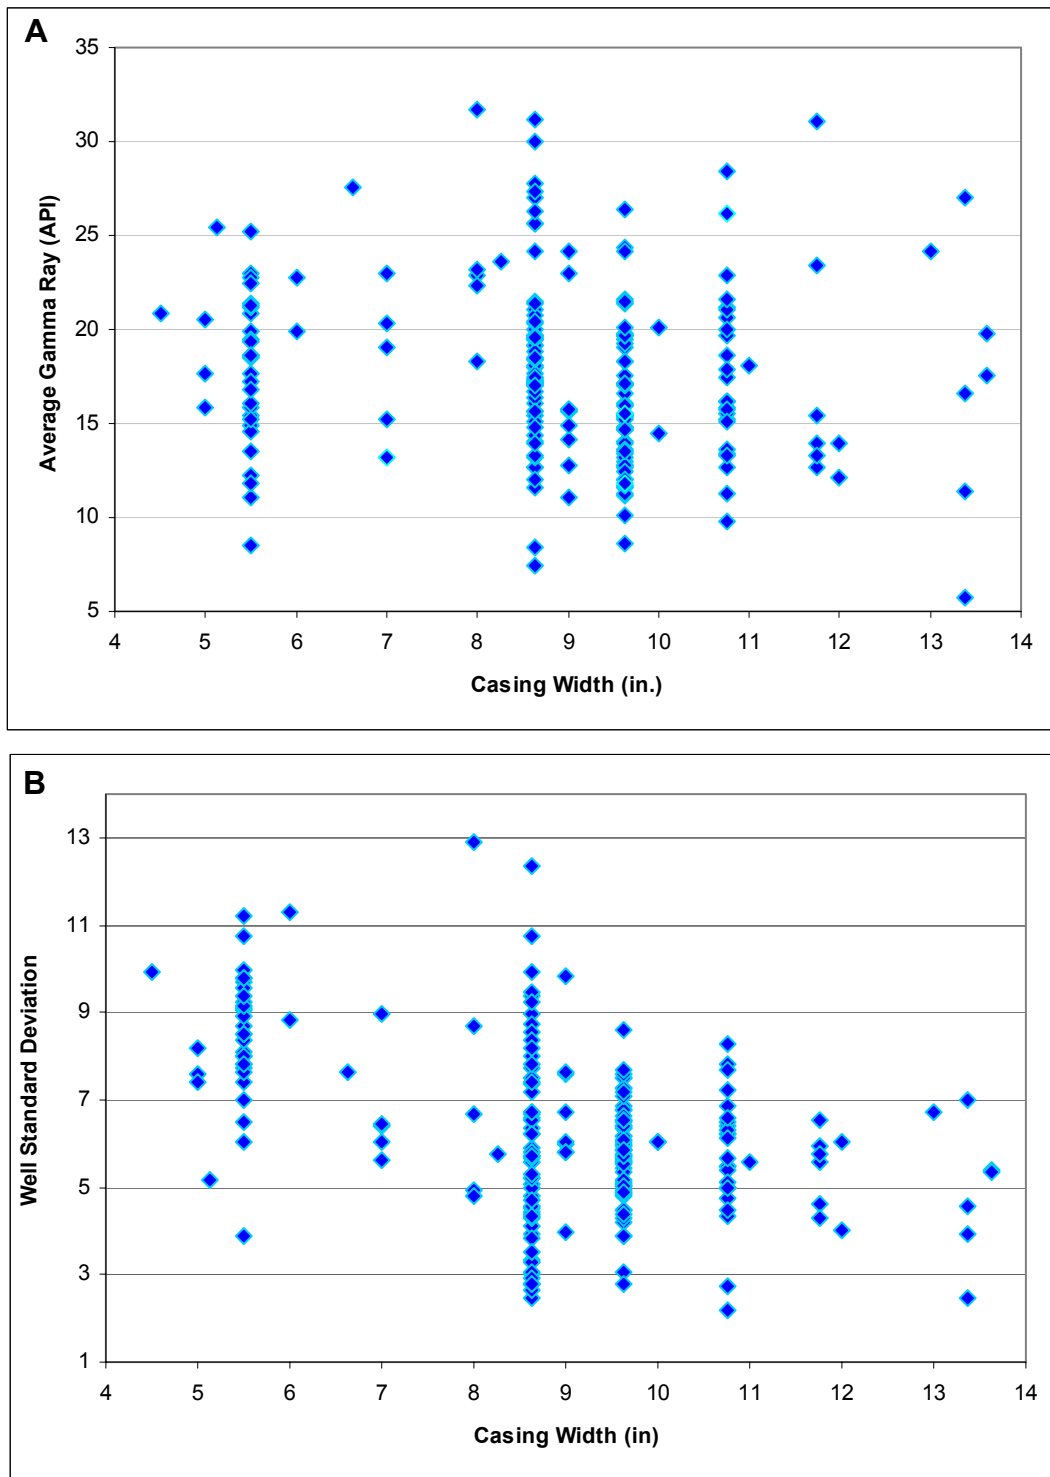 A
35
30
25
20
15
10
5
Average Gamma Ray (API)
4 5 6 7 8 9 10 11 12 13 14
Casing Width (in.)
B
13
11
9
7
5
3
1
Well Standard Deviation
4 5 6 7 8 9 10 11 12 13 14
Casing Width (in)